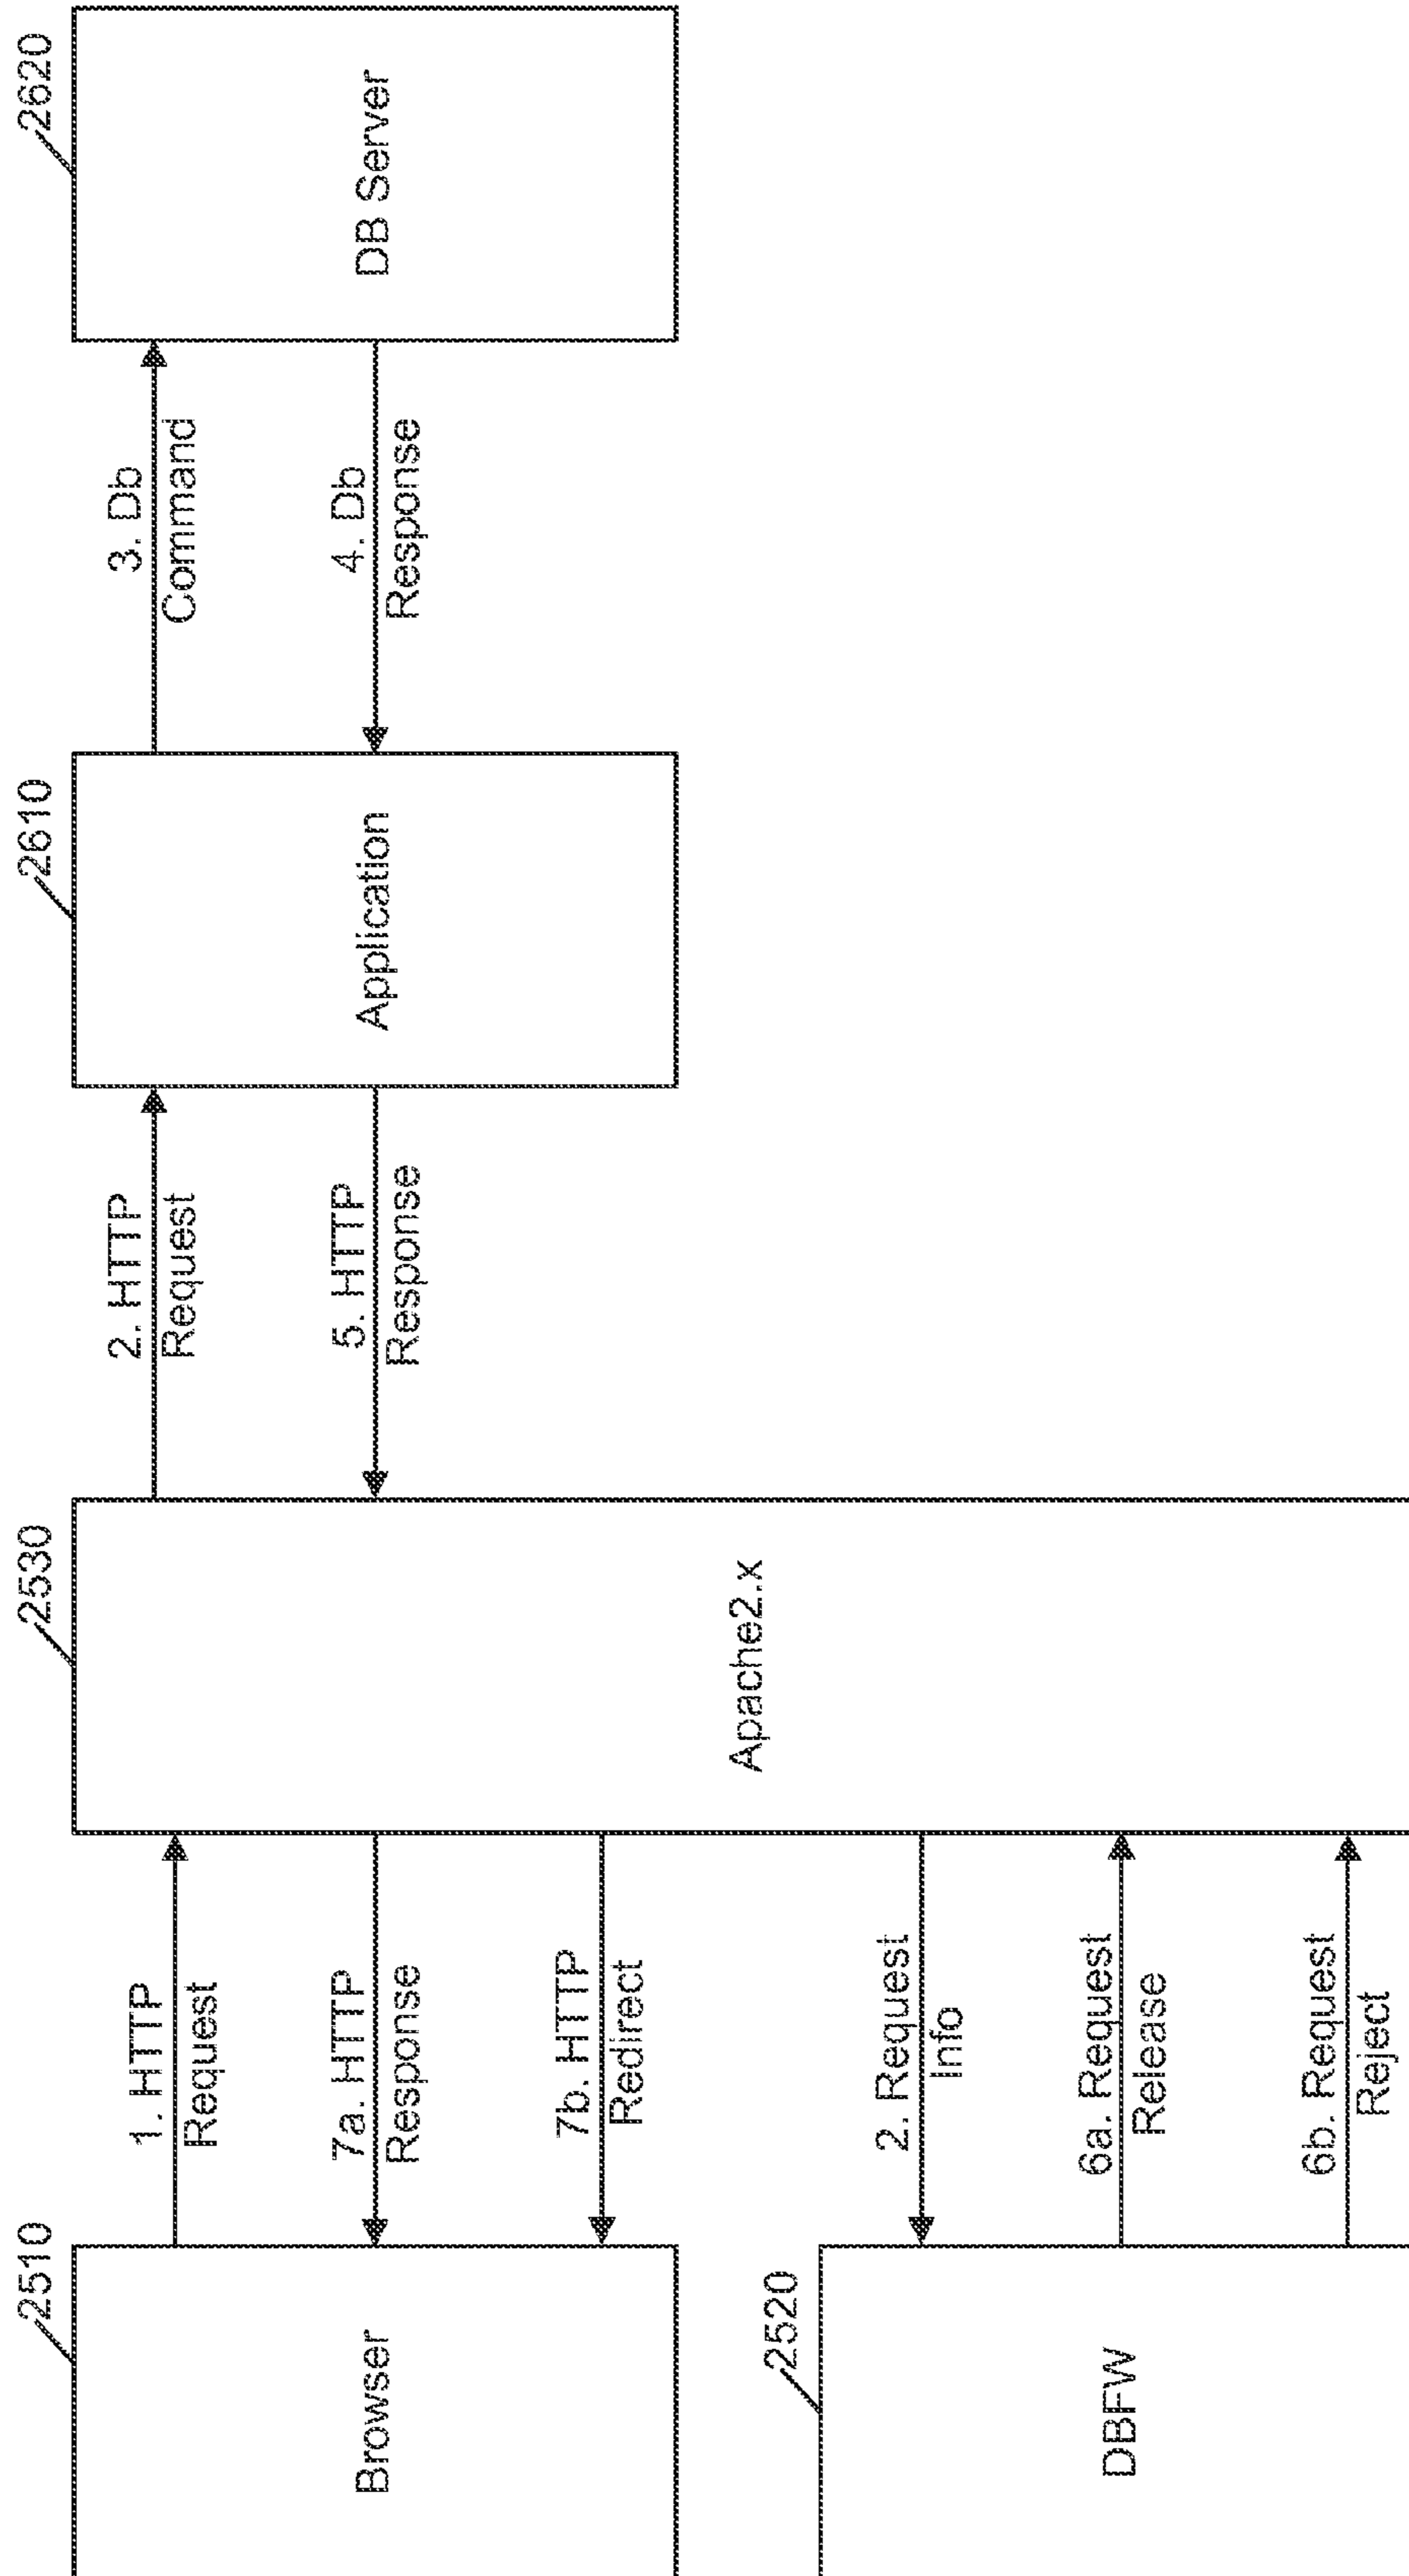 2510
Browser
1. HTTP
Request
7a. HTTP
Response
7b. HTTP
Redirect
2520
DBFW
2. Request
Info
6a. Request
Release
6b. Request
Reject
2530
Apache2.x
2. HTTP
Request
5. HTTP
Response
2610
Application
3. Db
Command
4. Db
Response
2620
DB Server